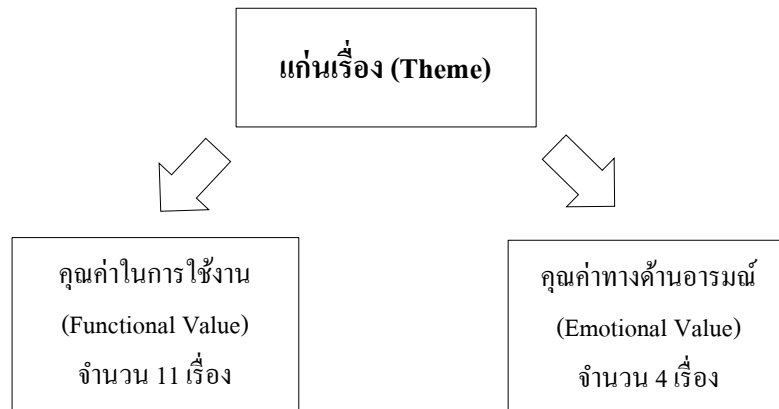 แก่นเรื่อง (Theme)
คุณค่าในการใช้งาน
(Functional Value)
จำนวน 11 เรื่อง
คุณค่าทางด้านอารมณ์
(Emotional Value)
จำนวน 4 เรื่อง